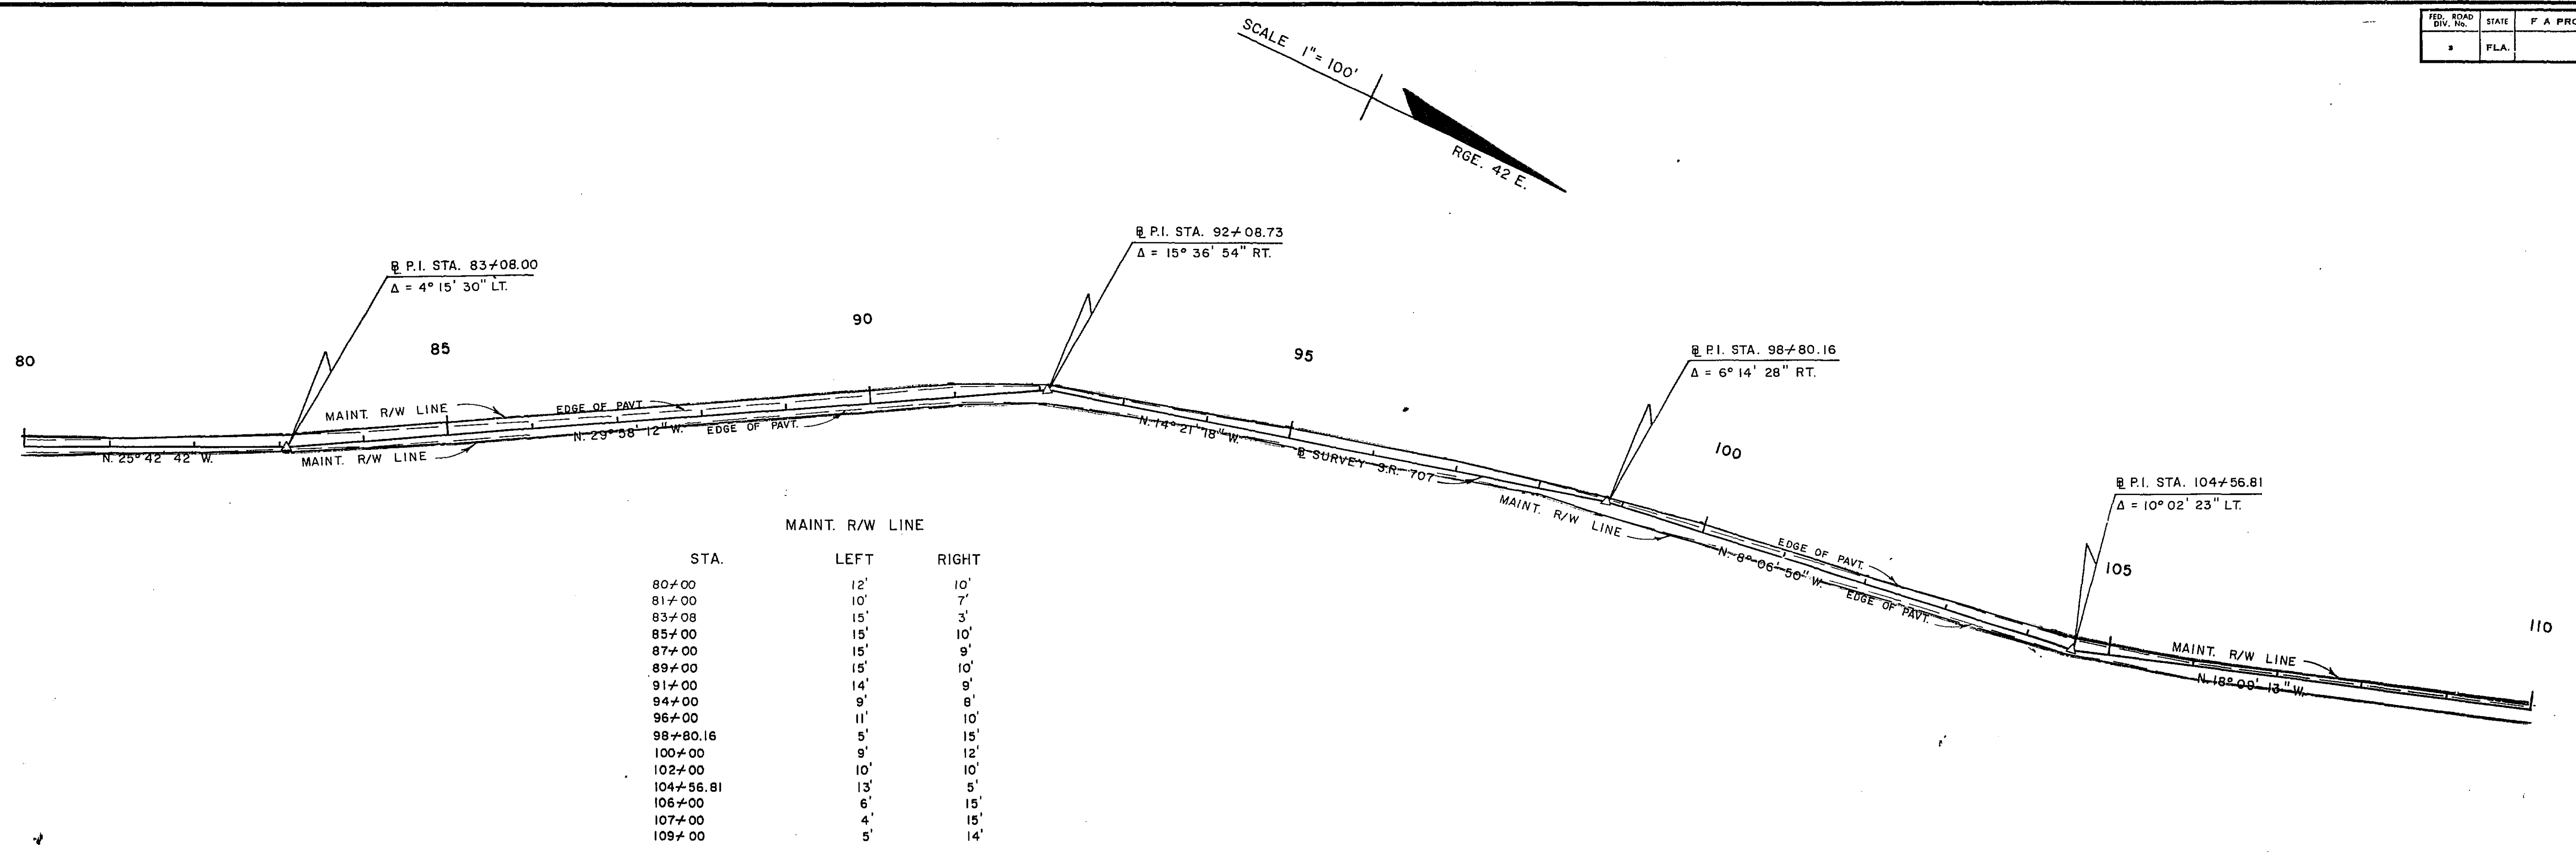 SCALE 1" = 100'
RGE. 42 E.
FED. ROAD DIV. No.
STATE
F A PRO
3
FLA.
80
85
90
95
100
105
110
B̵L P.I. STA. 83+08.00
Δ = 4° 15' 30" LT.
B̵L P.I. STA. 92+08.73
Δ = 15° 36' 54" RT.
B̵L P.I. STA. 98+80.16
Δ = 6° 14' 28" RT.
B̵L P.I. STA. 104+56.81
Δ = 10° 02' 23" LT.
MAINT. R/W LINE
EDGE OF PAVT.
N. 25° 42' 42" W.
MAINT. R/W LINE
N. 29° 58' 12" W.
EDGE OF PAVT.
N. 14° 21' 18" W.
B̵L SURVEY S.R. 707
MAINT. R/W LINE
EDGE OF PAVT.
N. 8° 06' 50" W.
EDGE OF PAVT.
MAINT. R/W LINE
N. 18° 09' 13" W.
MAINT. R/W LINE
STA. LEFT RIGHT
80+00 12' 10'
81+00 10' 7'
83+08 15' 3'
85+00 15' 10'
87+00 15' 9'
89+00 15' 10'
91+00 14' 9'
94+00 9' 8'
96+00 11' 10'
98+80.16 5' 15'
100+00 9' 12'
102+00 10' 10'
104+56.81 13' 5'
106+00 6' 15'
107+00 4' 15'
109+00 5' 14'